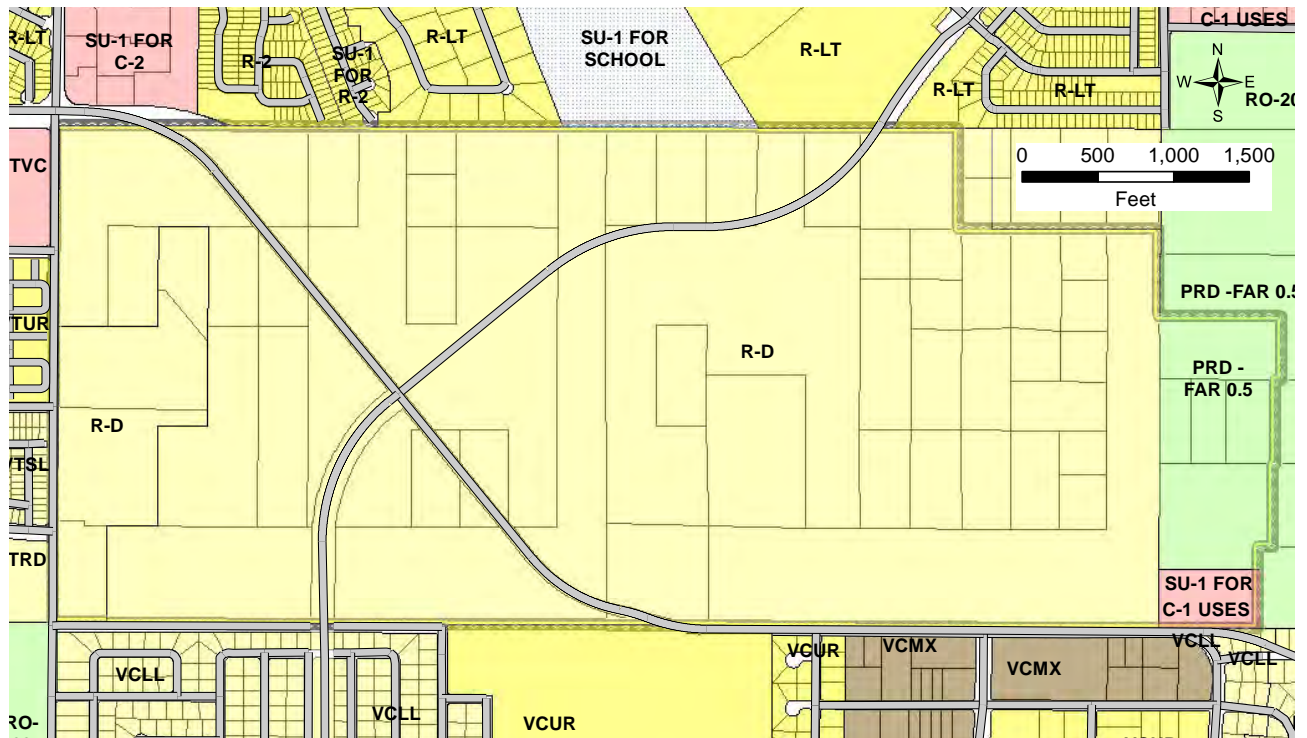 C-1 USES
R-LT
SU-1 FOR
C-2
R-2
SU-1
FOR
R-2
R-LT
SU-1 FOR
SCHOOL
R-LT
R-LT
R-LT
N
W E
S
RO-20
0 500 1,000 1,500
Feet
TVC
PRD -FAR 0.5
TUR
R-D
PRD -
FAR 0.5
R-D
TSL
TRD
SU-1 FOR
C-1 USES
VCLL
VCLL
VCUR
VCUR
VCMX
VCMX
VCLL
VCLL
RO-